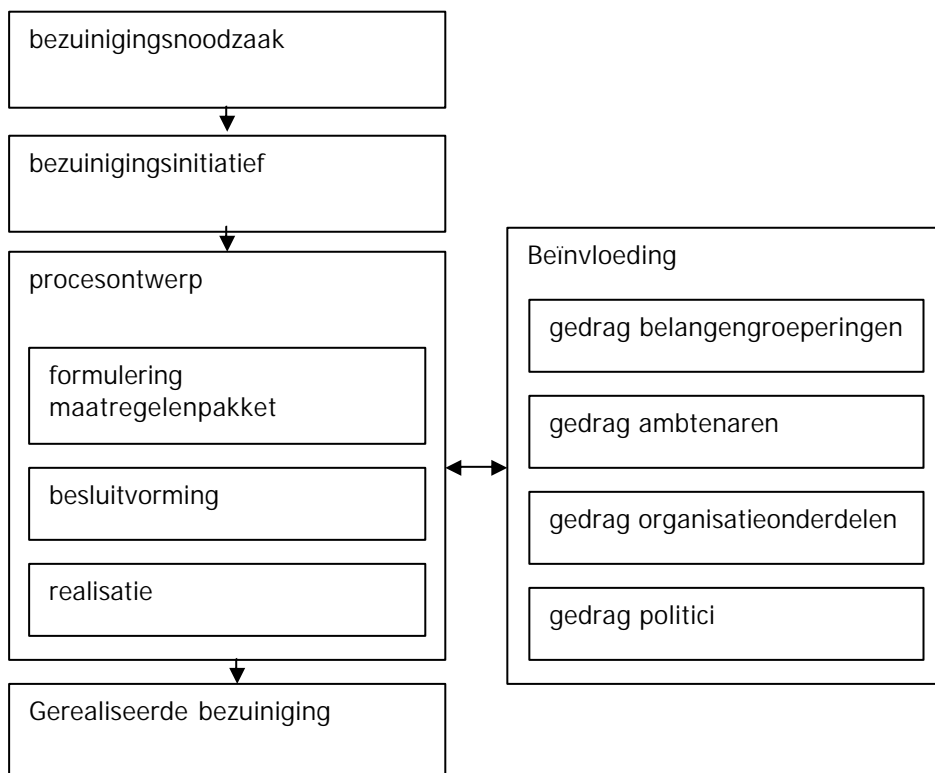 bezuinigingsnoodzaak
bezuinigingsinitiatief
procesontwerp
formulering
maatregelenpakket
besluitvorming
realisatie
Gerealiseerde bezuiniging
Beïnvloeding
gedrag belangengroeperingen
gedrag ambtenaren
gedrag organisatieonderdelen
gedrag politici